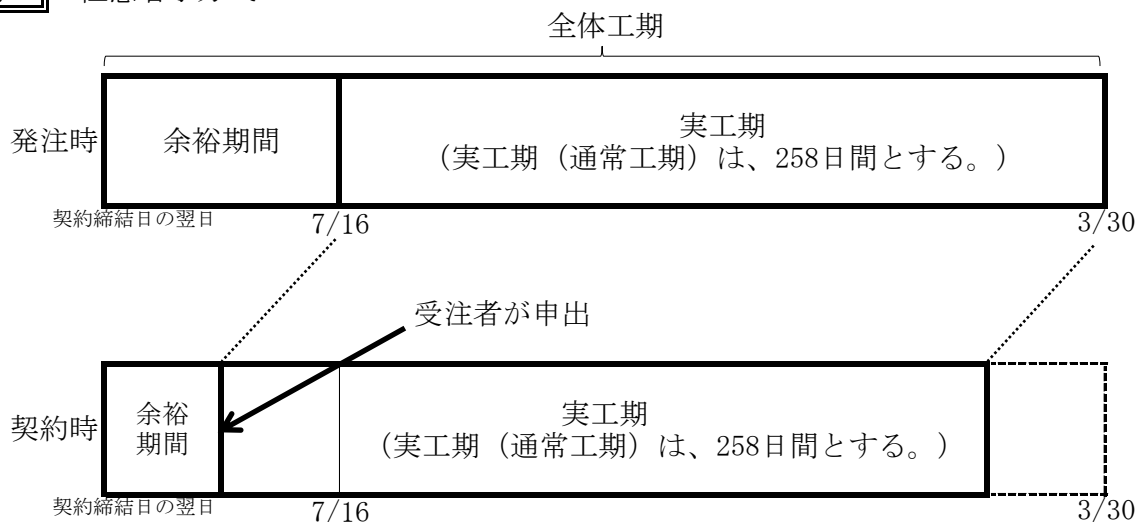 全体工期
発注時
余裕期間
実工期
（実工期（通常工期）は、258日間とする。）
契約締結日の翌日
7/16
3/30
受注者が申出
契約時
余裕
期間
実工期
（実工期（通常工期）は、258日間とする。）
契約締結日の翌日
7/16
3/30